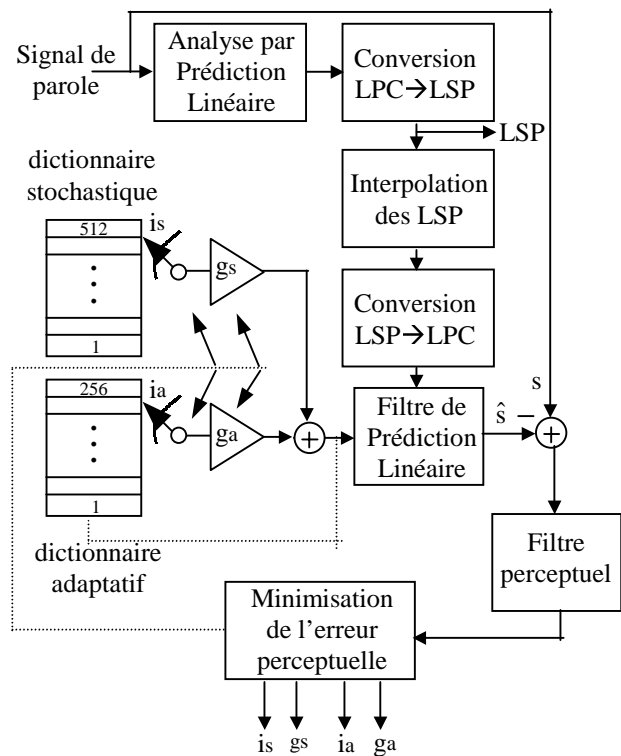 Signal de
parole
Analyse par
Prédiction
Linéaire
Conversion
LPC→LSP
LSP
Interpolation
des LSP
Conversion
LSP→LPC
dictionnaire
stochastique
512
1
is
gs
256
1
ia
ga
dictionnaire
adaptatif
+
Filtre de
Prédiction
Linéaire
ŝ
−
s
+
Filtre
perceptuel
Minimisation
de l’erreur
perceptuelle
is gs ia ga